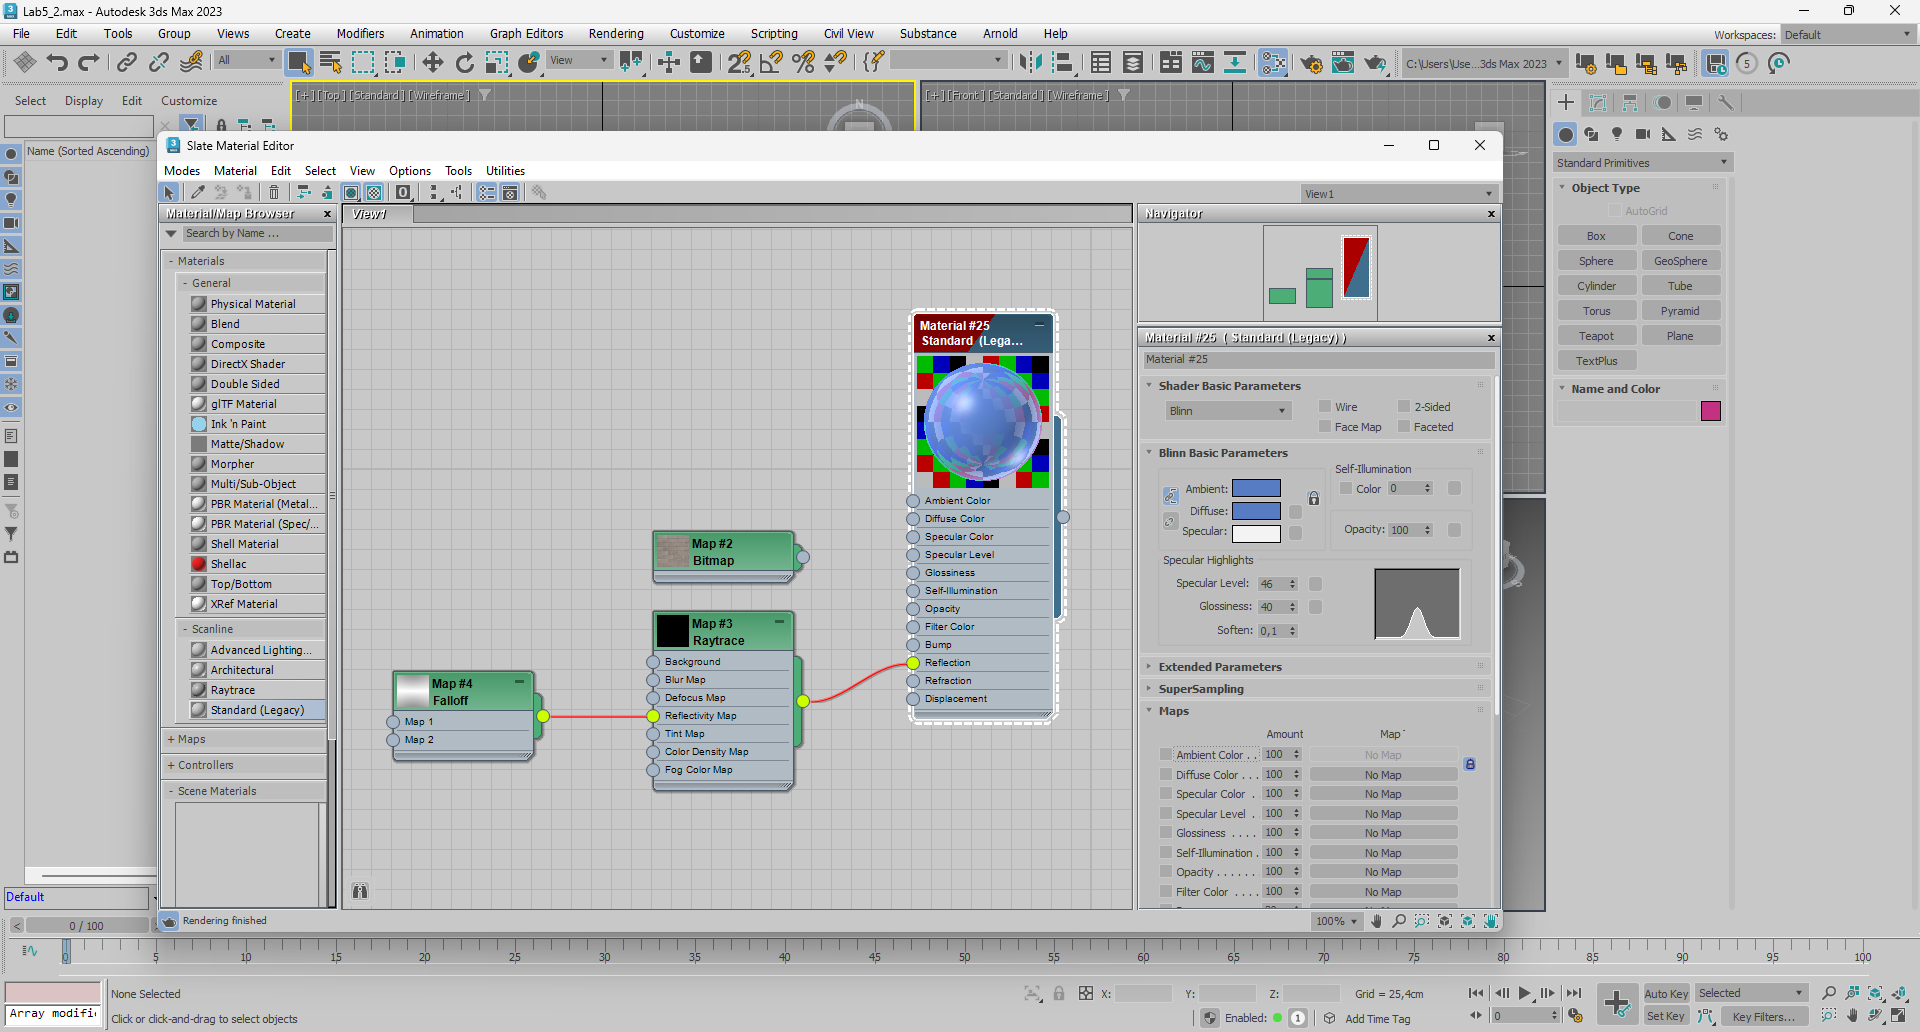 Lab5_2.max - Autodesk 3ds Max 2023
File Edit Tools Group Views Create Modifiers Animation Graph Editors Rendering Customize Scripting Civil View Substance Arnold Help
Workspaces: Default
All
View
C:\Users\Use...3ds Max 2023
5
Select Display Edit Customize
[+] [Top ] [Standard ] [Wireframe ]
[+] [Front ] [Standard ] [Wireframe ]
N
Name (Sorted Ascending)
Slate Material Editor
Modes Material Edit Select View Options Tools Utilities
View1
Material/Map Browser
Search by Name ...
- Materials
- General
Physical Material
Blend
Composite
DirectX Shader
Double Sided
glTF Material
Ink 'n Paint
Matte/Shadow
Morpher
Multi/Sub-Object
PBR Material (Metal...
PBR Material (Spec/...
Shell Material
Shellac
Top/Bottom
XRef Material
- Scanline
Advanced Lighting...
Architectural
Raytrace
Standard (Legacy)
+ Maps
+ Controllers
- Scene Materials
View1
Map #4
Falloff
Map 1
Map 2
Map #2
Bitmap
Map #3
Raytrace
Background
Blur Map
Defocus Map
Reflectivity Map
Tint Map
Color Density Map
Fog Color Map
Material #25
Standard (Lega...
Ambient Color
Diffuse Color
Specular Color
Specular Level
Glossiness
Self-Illumination
Opacity
Filter Color
Bump
Reflection
Refraction
Displacement
Navigator
Material #25 ( Standard (Legacy) )
Material #25
Shader Basic Parameters
Blinn
Wire 2-Sided
Face Map Faceted
Blinn Basic Parameters
Self-Illumination
Ambient: Color 0
Diffuse:
Specular: Opacity: 100
Specular Highlights
Specular Level: 46
Glossiness: 40
Soften: 0,1
Extended Parameters
SuperSampling
Maps
Amount Map
Ambient Color . . 100 No Map
Diffuse Color . . . 100 No Map
Specular Color . 100 No Map
Specular Level . 100 No Map
Glossiness . . . . 100 No Map
Self-Illumination . 100 No Map
Opacity . . . . . . 100 No Map
Filter Color . . . . 100 No Map
Rendering finished
100%
Standard Primitives
Object Type
AutoGrid
Box Cone
Sphere GeoSphere
Cylinder Tube
Torus Pyramid
Teapot Plane
TextPlus
Name and Color
Default
< 0 / 100
0 5 10 15 20 25 30 35 40 45 50 55 60 65 70 75 80 85 90 95 100
None Selected
X: Y: Z: Grid = 25,4cm
Auto Key Selected
Array modifi
Click or click-and-drag to select objects
Enabled: 1 Add Time Tag
0
Set Key Key Filters...